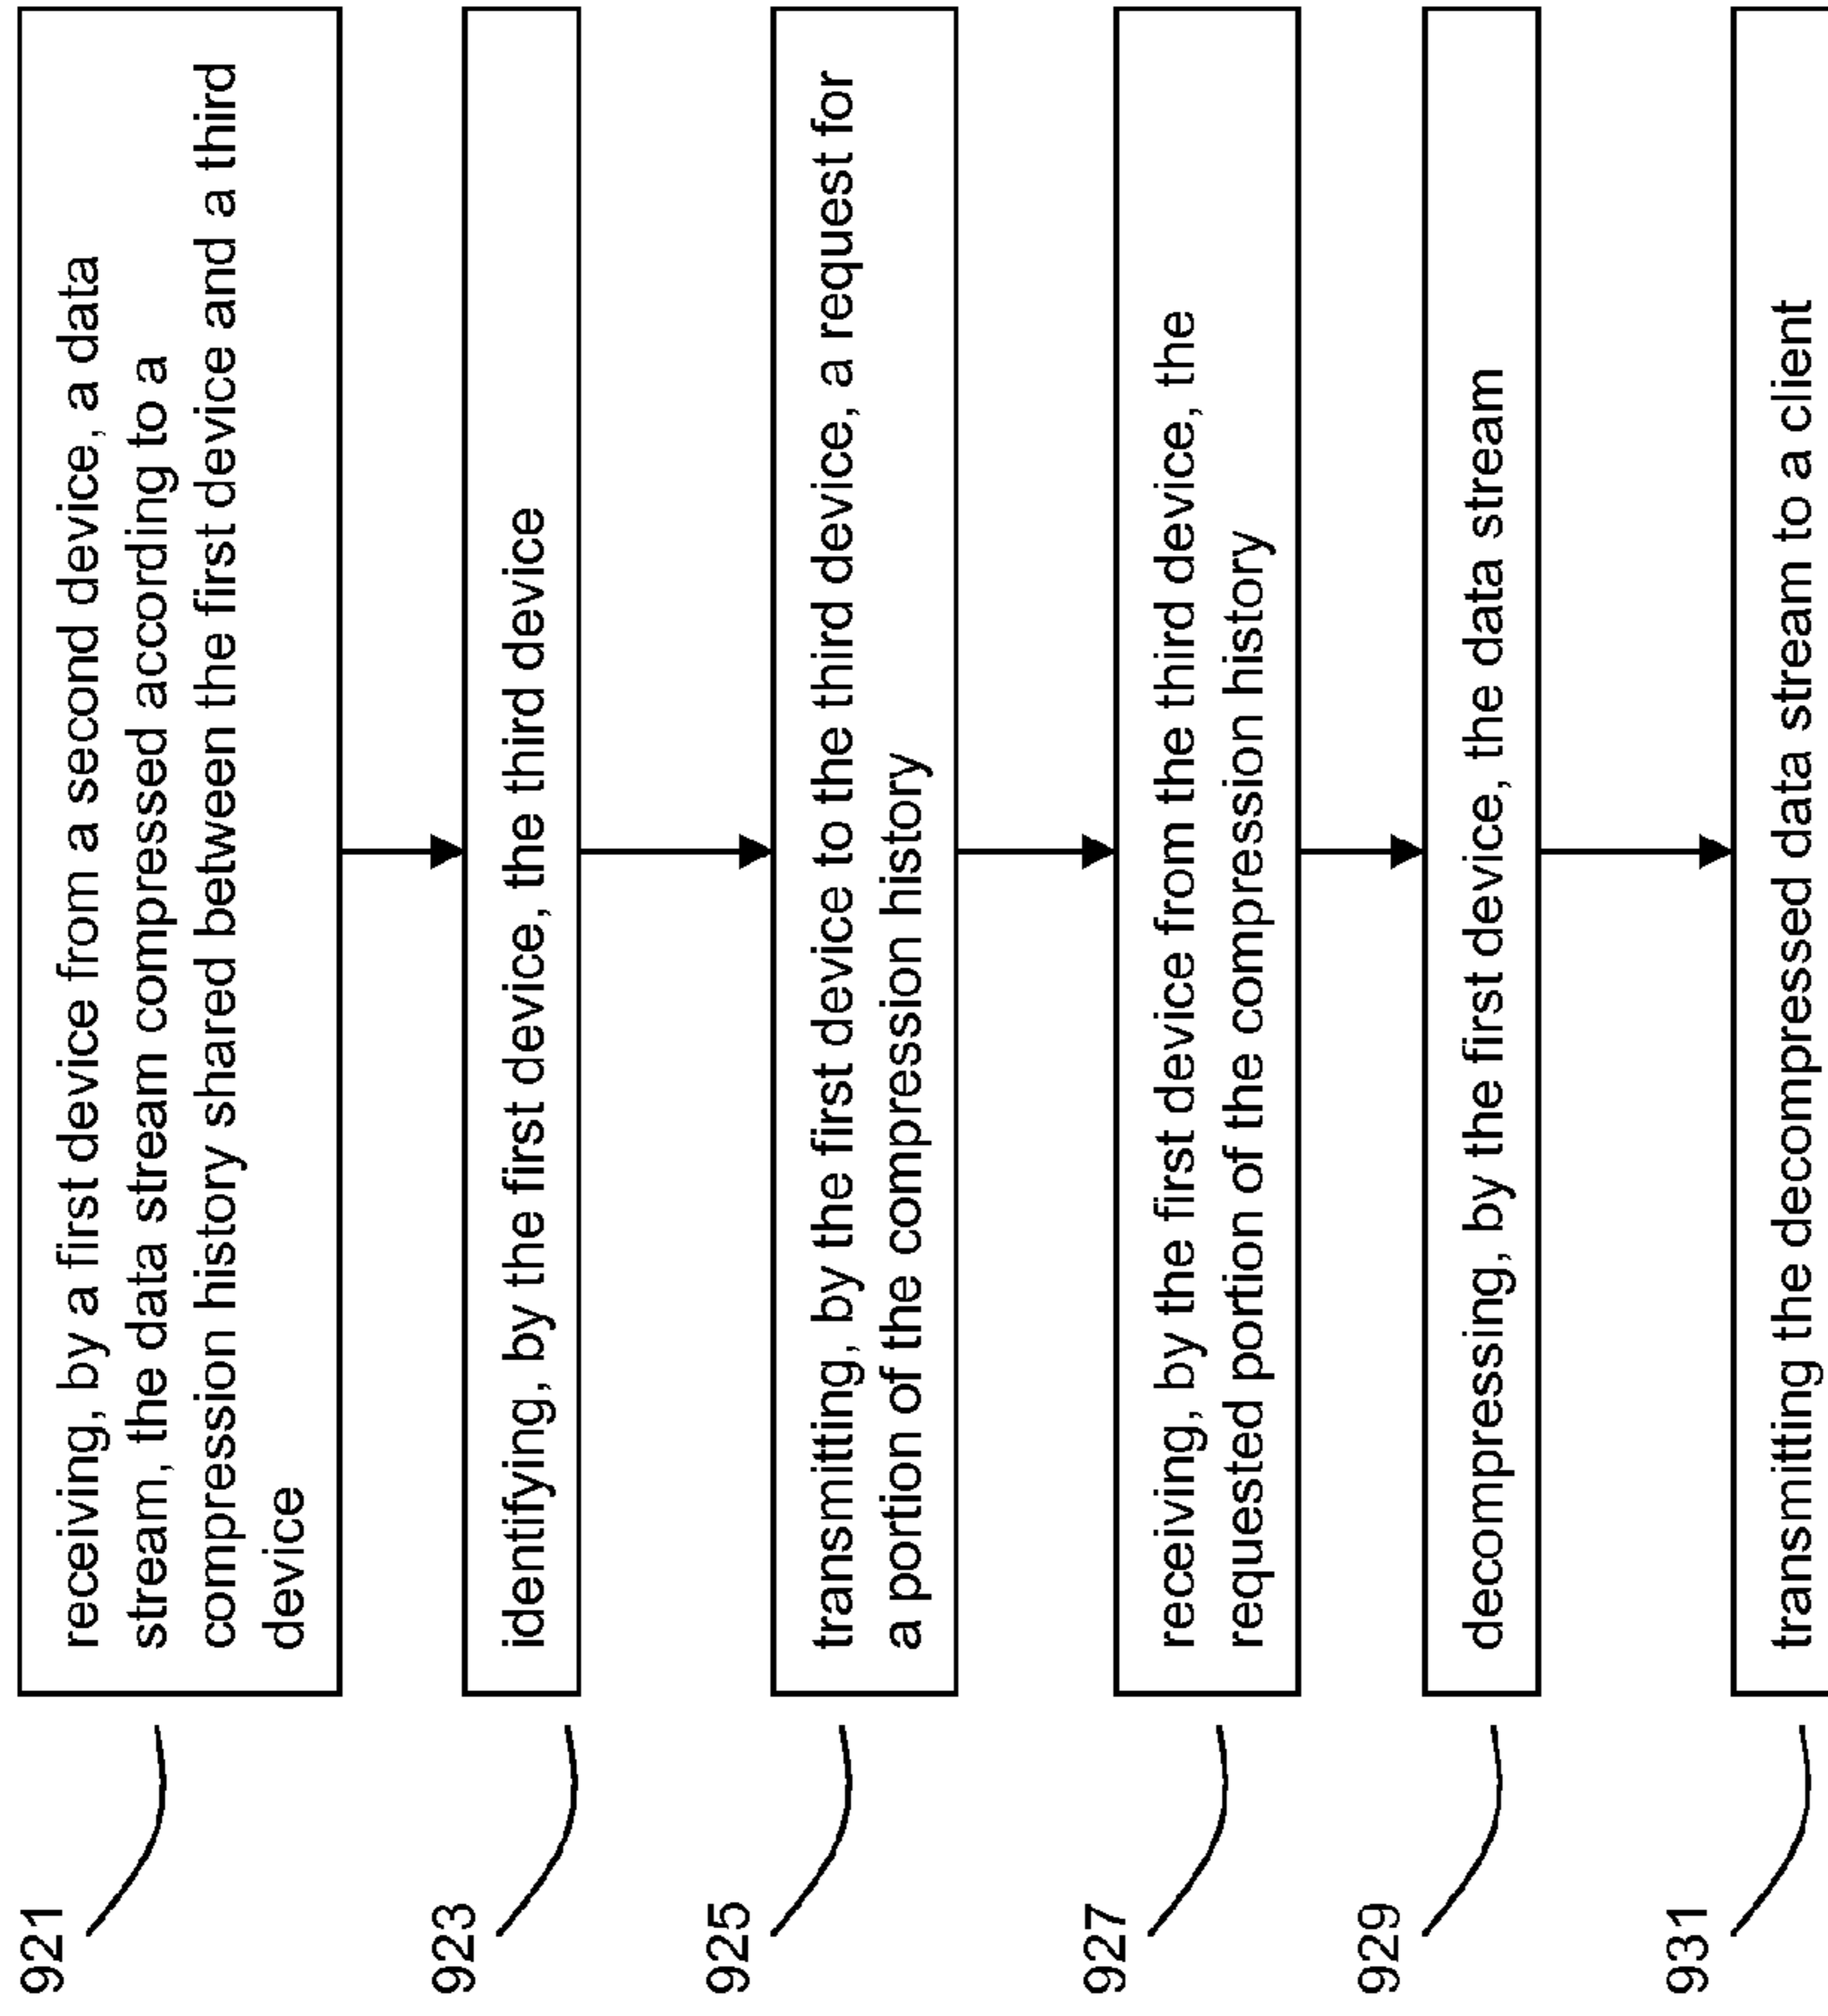 921
receiving, by a first device from a second device, a data
stream, the data stream compressed according to a
compression history shared between the first device and a third
device
923
identifying, by the first device, the third device
925
transmitting, by the first device to the third device, a request for
a portion of the compression history
927
receiving, by the first device from the third device, the
requested portion of the compression history
929
decompressing, by the first device, the data stream
931
transmitting the decompressed data stream to a client